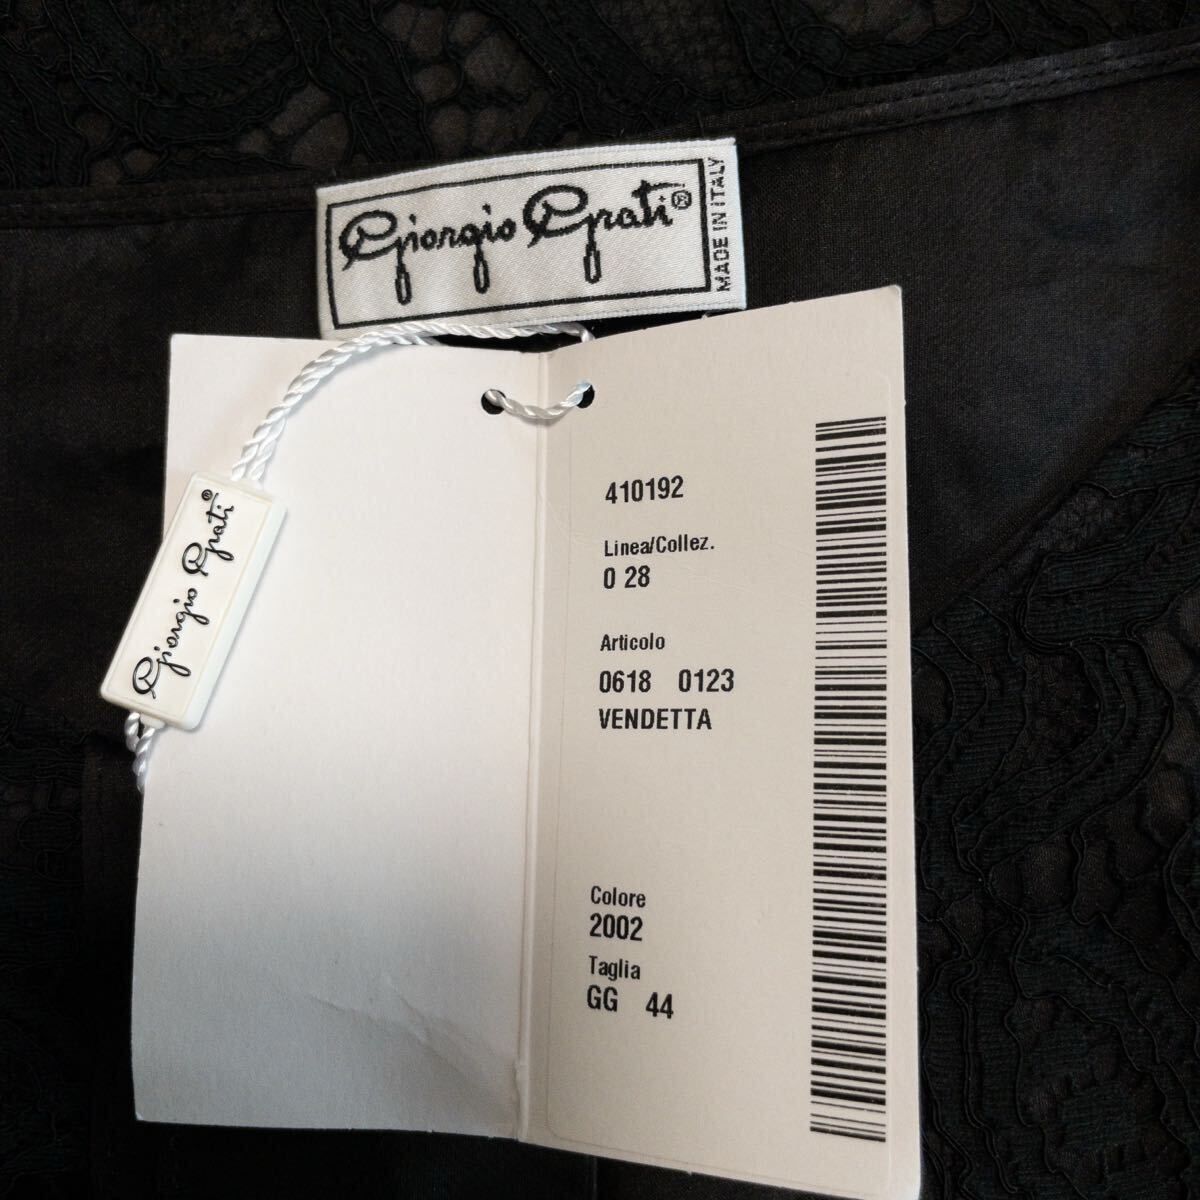 Giorgio Grati®
MADE IN ITALY
Giorgio Grati®
410192
Linea/Collez.
0 28
Articolo
0618 0123
VENDETTA
Colore
2002
Taglia
GG 44